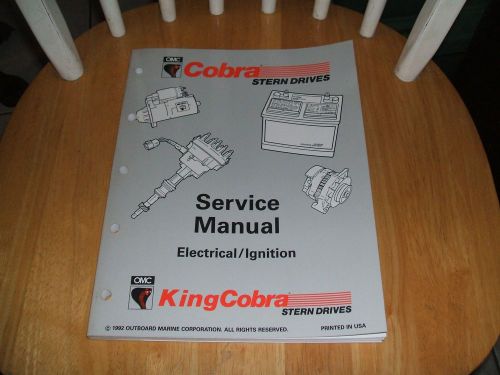 OMC
Cobra
STERN DRIVES
Service
Manual
Electrical/Ignition
OMC
KingCobra
STERN DRIVES
© 1992 OUTBOARD MARINE CORPORATION. ALL RIGHTS RESERVED.
PRINTED IN USA